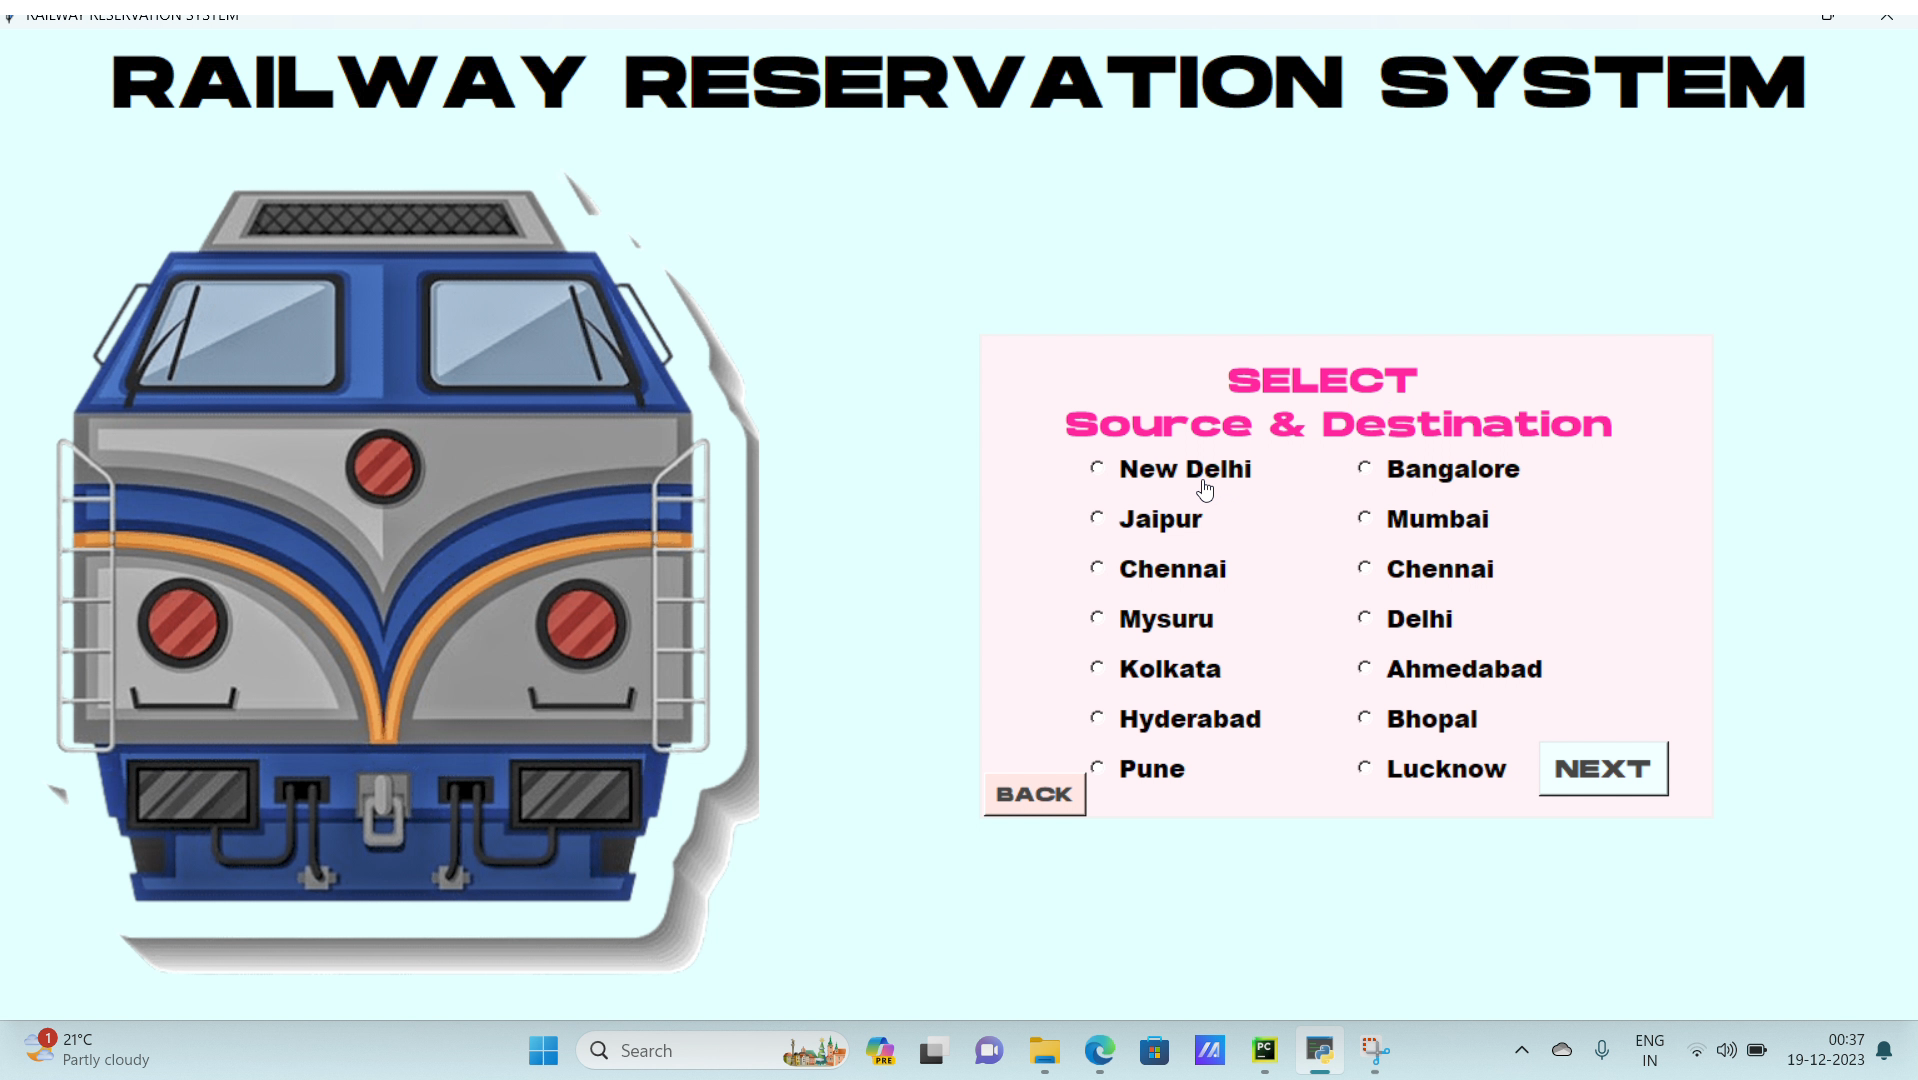 RAILWAY RESERVATION SYSTEM
RAILWAY RESERVATION SYSTEM
SELECT
Source & Destination
New Delhi Bangalore
Jaipur Mumbai
Chennai Chennai
Mysuru Delhi
Kolkata Ahmedabad
Hyderabad Bhopal
Pune Lucknow
NEXT
BACK
1
21°C
Partly cloudy
Search
PRE
PC
ENG
IN
00:37
19-12-2023